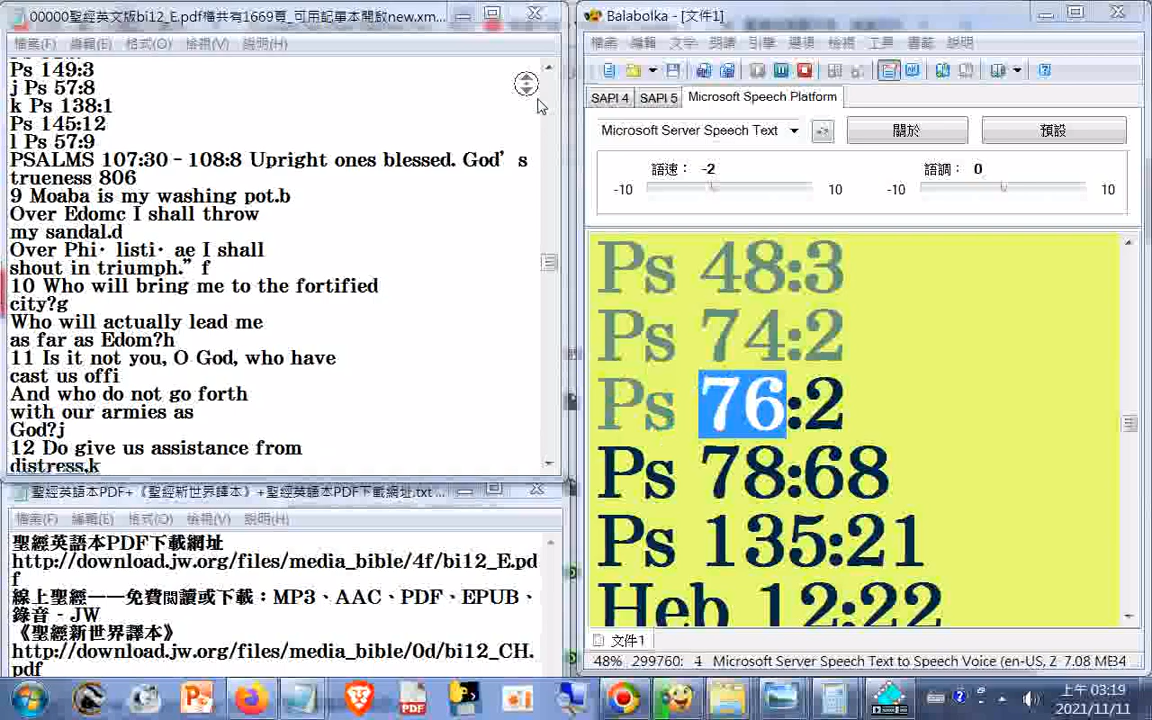 00000聖經英文版bi12_E.pdf檔共有1669頁_可用記事本開啟new.xm...
檔案(F) 編輯(E) 格式(O) 檢視(V) 說明(H)
Ps 149:3
j Ps 57:8
k Ps 138:1
Ps 145:12
l Ps 57:9
PSALMS 107:30–108:8 Upright ones blessed. God's
trueness 806
9 Moaba is my washing pot.b
Over Edomc I shall throw
my sandal.d
Over Phi·listi·ae I shall
shout in triumph.” f
10 Who will bring me to the fortified
city?g
Who will actually lead me
as far as Edom?h
11 Is it not you, O God, who have
cast us offi
And who do not go forth
with our armies as
God?j
12 Do give us assistance from
distress,k
聖經英語本PDF+《聖經新世界譯本》+聖經英語本PDF下載網址.txt ...
檔案(F) 編輯(E) 格式(O) 檢視(V) 說明(H)
聖經英語本PDF下載網址
http://download.jw.org/files/media_bible/4f/bi12_E.pd
f
線上聖經——免費閱讀或下載：MP3、AAC、PDF、EPUB、
錄音 - JW
《聖經新世界譯本》
http://download.jw.org/files/media_bible/0d/bi12_CH.
pdf
Balabolka - [文件1]
檔案 編輯 文字 朗讀 引擎 選項 檢視 工具 書籤 說明
SAPI 4 SAPI 5 Microsoft Speech Platform
Microsoft Server Speech Text 關於 預設
語速： -2 語調： 0
-10 10 -10 10
Ps 48:3
Ps 74:2
Ps 76:2
Ps 78:68
Ps 135:21
Heb 12:22
文件1
48% 299760: 4 Microsoft Server Speech Text to Speech Voice (en-US, Z 7.08 MB34
上午 03:19
2021/11/11